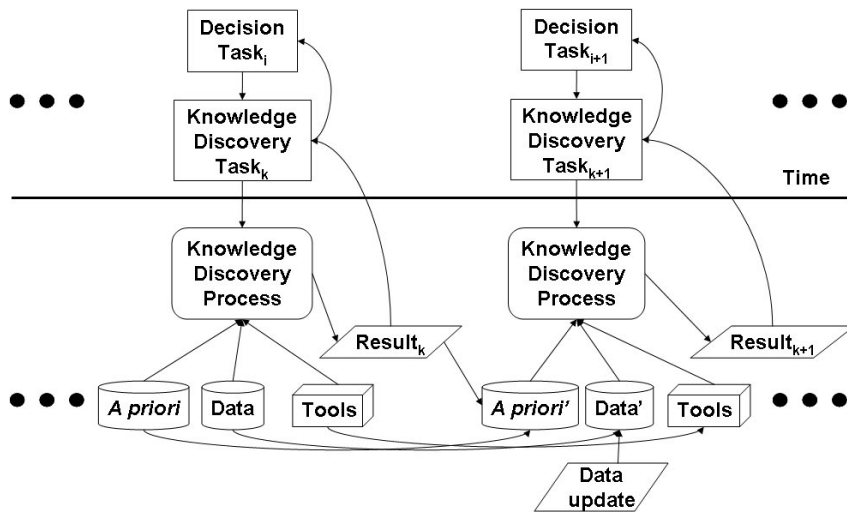 Decision
Task_i
Decision
Task_i+1
Knowledge
Discovery
Task_k
Knowledge
Discovery
Task_k+1
Time
Knowledge
Discovery
Process
Knowledge
Discovery
Process
Result_k
Result_k+1
A priori
Data
Tools
A priori'
Data'
Tools
Data
update